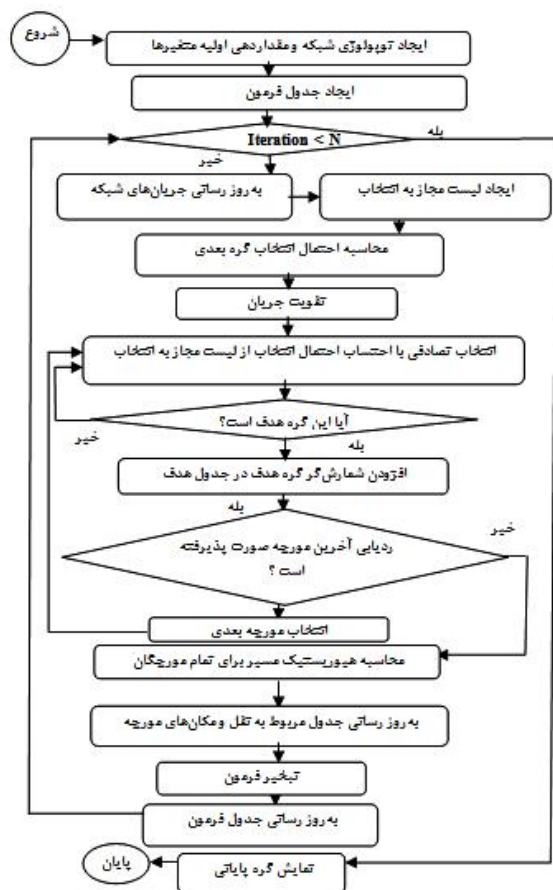 شروع
ایجاد توپولوژی شبکه و مقداردهی اولیه متغیرها
ایجاد جدول فرمون
Iteration < N
بله
خیر
ایجاد لیست مجاز به انتخاب
به روز رسانی جریان‌های شبکه
محاسبه احتمال انتخاب گره بعدی
تقویت جریان
انتخاب تصادفی با احتساب احتمال انتخاب از لیست مجاز به انتخاب
آیا این گره هدف است؟
خیر
بله
افزودن شمارش‌گر گره هدف در جدول هدف
بله
خیر
ردیابی آخرین مورچه صورت پذیرفته
است ؟
انتخاب مورچه بعدی
محاسبه هیوریستیک مسیر برای تمام مورچگان
به روز رسانی جدول مربوط به نقل و مکان‌های مورچه
تبخیر فرمون
به روز رسانی جدول فرمون
نمایش گره پایانی
پایان